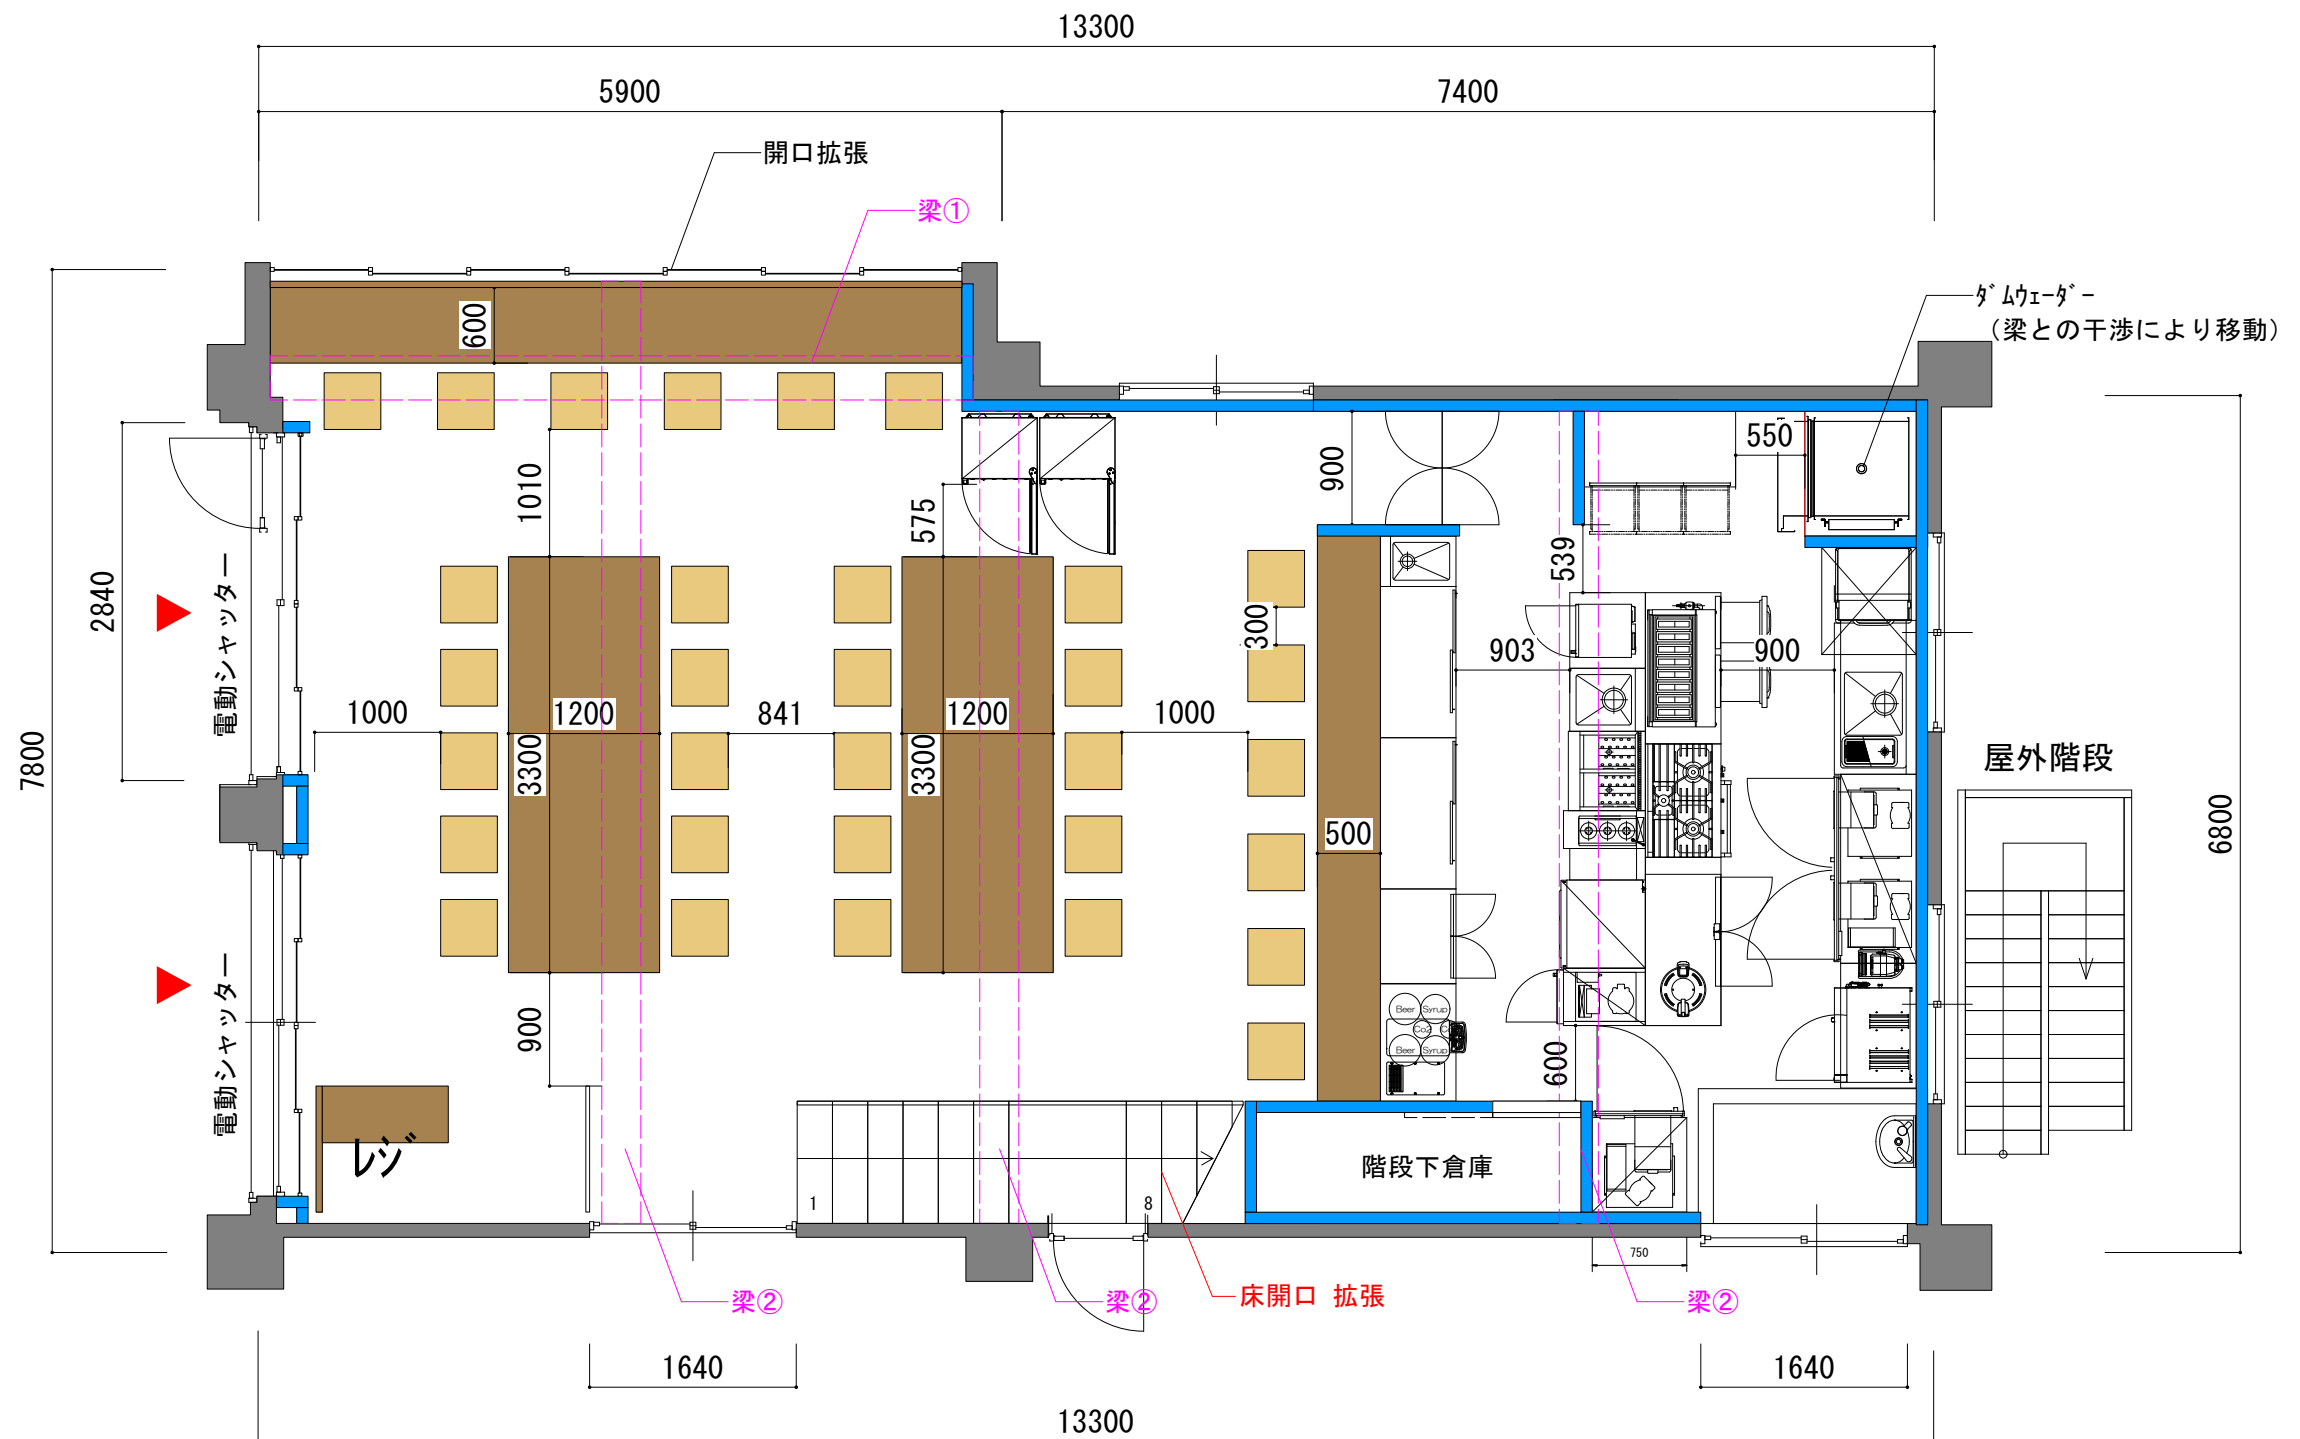 13300
5900
7400
開口拡張
梁①
ダムウェーダー
（梁との干渉により移動）
600
550
900
1010
575
539
2840
電動シャッター
300
903
900
1000
1200
841
1200
1000
3300
3300
7800
屋外階段
500
6800
電動シャッター
900
Beer
Syrup
Co2
Co
Beer
Syrup
600
レジ
階段下倉庫
1
8
750
梁②
梁②
床開口 拡張
梁②
1640
1640
13300